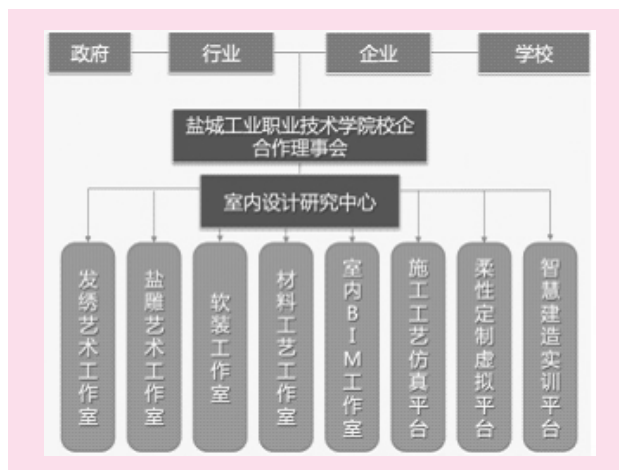 政府
行业
企业
学校
盐城工业职业技术学院校企
合作理事会
室内设计研究中心
发绣艺术工作室
盐雕艺术工作室
软装工作室
材料工艺工作室
室内BIM工作室
施工工艺仿真平台
柔性定制虚拟平台
智慧建造实训平台